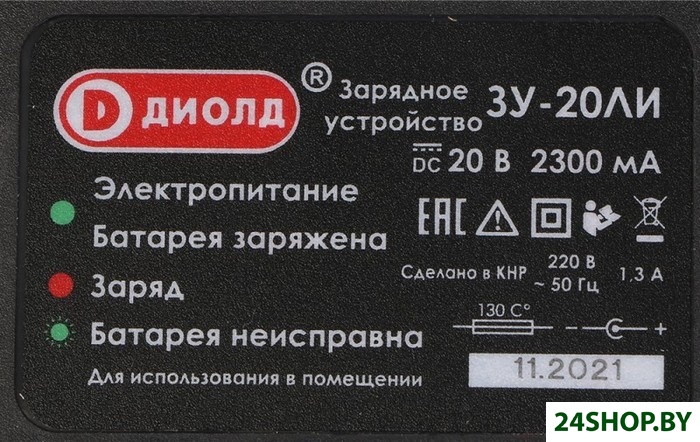 D ДИОЛД ®
Зарядное
устройство
ЗУ-20ЛИ
DC 20 В 2300 мА
Электропитание
Батарея заряжена
Заряд
Батарея неисправна
Для использования в помещении
EAC
Сделано в КНР
220 В
~ 50 Гц
1,3 А
130 С°
- +
11.2021
24SHOP.BY